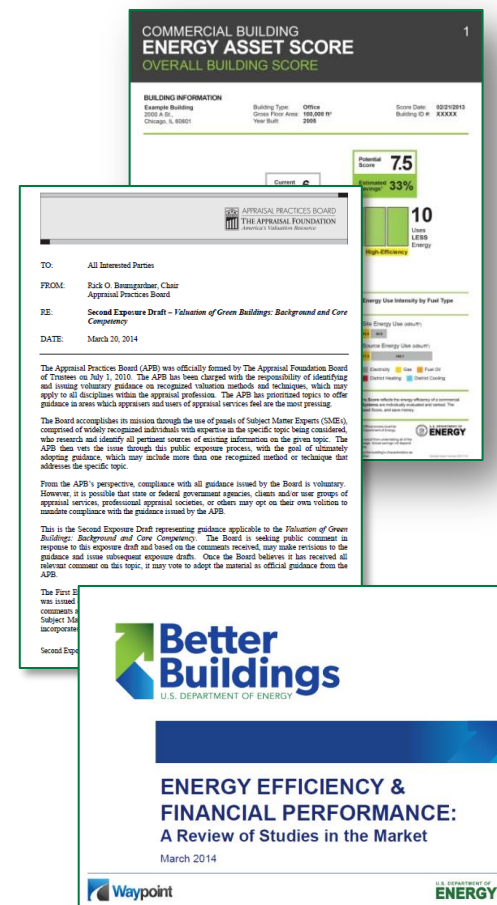 COMMERCIAL BUILDING
ENERGY ASSET SCORE
OVERALL BUILDING SCORE
1
BUILDING INFORMATION
Example Building
2000 A St.,
Chicago, IL 60601
Building Type: Office
Gross Floor Area: 100,000 ft²
Year Built: 2005
Score Date: 02/21/2013
Building ID #: XXXXX
Current
Potential
Score
7.5
Estimated
Savings
33%
10
Uses
LESS
Energy
High-Efficiency
Energy Use Intensity by Fuel Type
Site Energy Use
Source Energy Use
Electricity Gas Fuel Oil
District Heating District Cooling
ENERGY
APPRAISAL PRACTICES BOARD
THE APPRAISAL FOUNDATION
America's Valuation Resource
TO: All Interested Parties
FROM: Rick O. Baumgardner, Chair
Appraisal Practices Board
RE: Second Exposure Draft – Valuation of Green Buildings: Background and Core
Competency
DATE: March 20, 2014
The Appraisal Practices Board (APB) was officially formed by The Appraisal Foundation Board
of Trustees on July 1, 2010. The APB has been charged with the responsibility of identifying
and issuing voluntary guidance on recognized valuation methods and techniques, which may
apply to all disciplines within the appraisal profession. The APB has prioritized topics to offer
guidance in areas which appraisers and users of appraisal services feel are the most pressing.
The Board accomplishes its mission through the use of panels of Subject Matter Experts (SMEs),
comprised of widely recognized individuals with expertise in the specific topic being considered,
who research and identify all pertinent sources of existing information on the given topic. The
APB then vets the issue through this public exposure process, with the goal of ultimately
adopting guidance, which may include more than one recognized method or technique that
addresses the specific topic.
From the APB's perspective, compliance with all guidance issued by the Board is voluntary.
However, it is possible that state or federal government agencies, clients and/or user groups of
appraisal services, professional appraisal societies, or others may opt on their own volition to
mandate compliance with the guidance issued by the APB.
This is the Second Exposure Draft representing guidance applicable to the Valuation of Green
Buildings: Background and Core Competency. The Board is seeking public comment in
response to this exposure draft and based on the comments received, may make revisions to the
guidance and issue subsequent exposure drafts. Once the Board believes it has received all
relevant comment on this topic, it may vote to adopt the material as official guidance from the
APB.
The First
was issued
comments
Subject
incorporate
Second
Better
Buildings
U.S. DEPARTMENT OF ENERGY
ENERGY EFFICIENCY &
FINANCIAL PERFORMANCE:
A Review of Studies in the Market
March 2014
Waypoint
U.S. DEPARTMENT OF
ENERGY